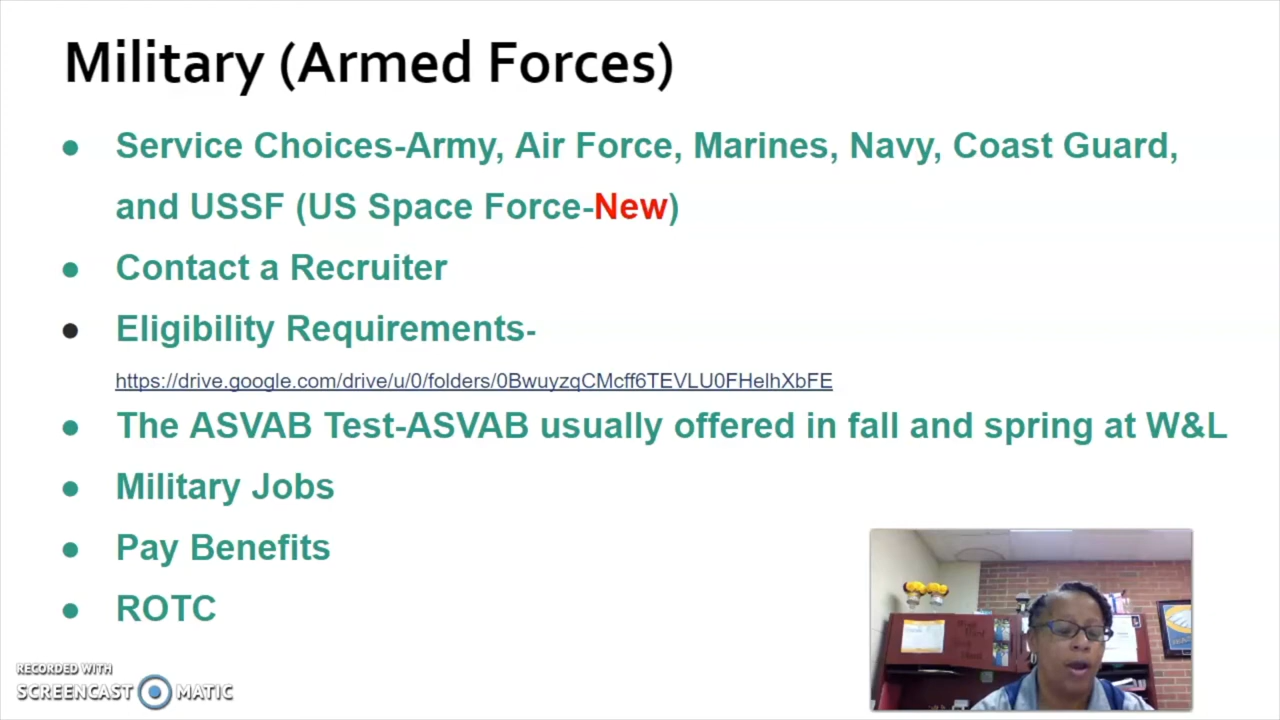 Military (Armed Forces)
● Service Choices-Army, Air Force, Marines, Navy, Coast Guard,
and USSF (US Space Force-New)
● Contact a Recruiter
● Eligibility Requirements-
https://drive.google.com/drive/u/0/folders/0BwuyzqCMcff6TEVLU0FHelhXbFE
● The ASVAB Test-ASVAB usually offered in fall and spring at W&L
● Military Jobs
● Pay Benefits
● ROTC
RECORDED WITH
SCREENCAST MATIC